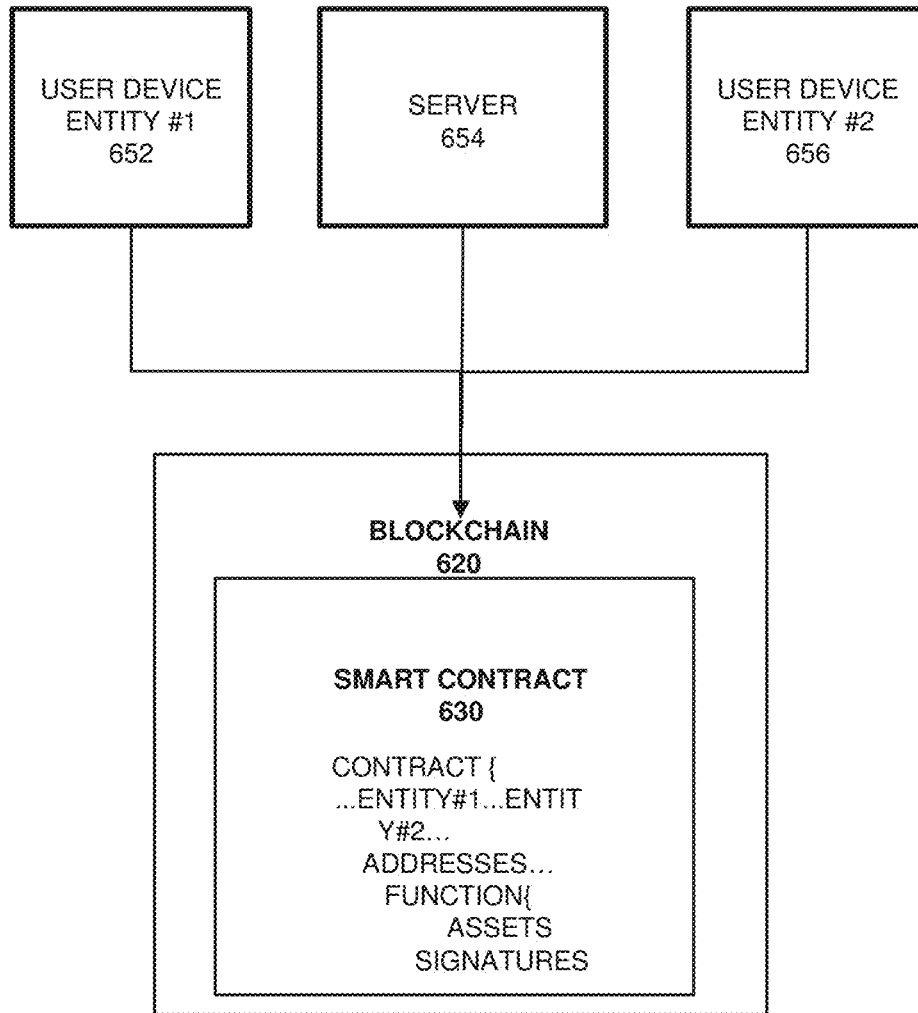 USER DEVICE
ENTITY #1
652
SERVER
654
USER DEVICE
ENTITY #2
656
BLOCKCHAIN
620
SMART CONTRACT
630
CONTRACT {
...ENTITY#1...ENTIT
Y#2...
ADDRESSES...
FUNCTION{
ASSETS
SIGNATURES